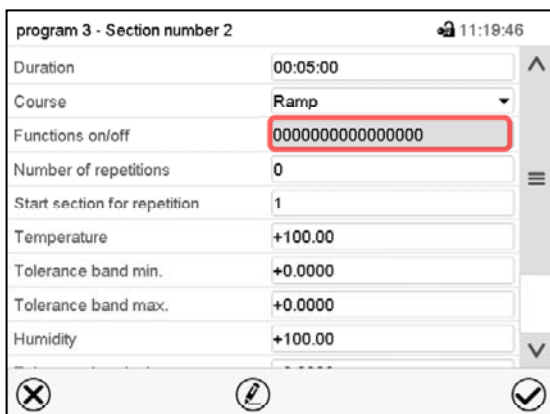 program 3 - Section number 2 11:19:46
Duration 00:05:00
Course Ramp
Functions on/off 0000000000000000
Number of repetitions 0
Start section for repetition 1
Temperature +100.00
Tolerance band min. +0.0000
Tolerance band max. +0.0000
Humidity +100.00